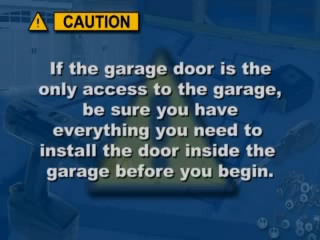 CAUTION
If the garage door is the
only access to the garage,
be sure you have
everything you need to
install the door inside the
garage before you begin.